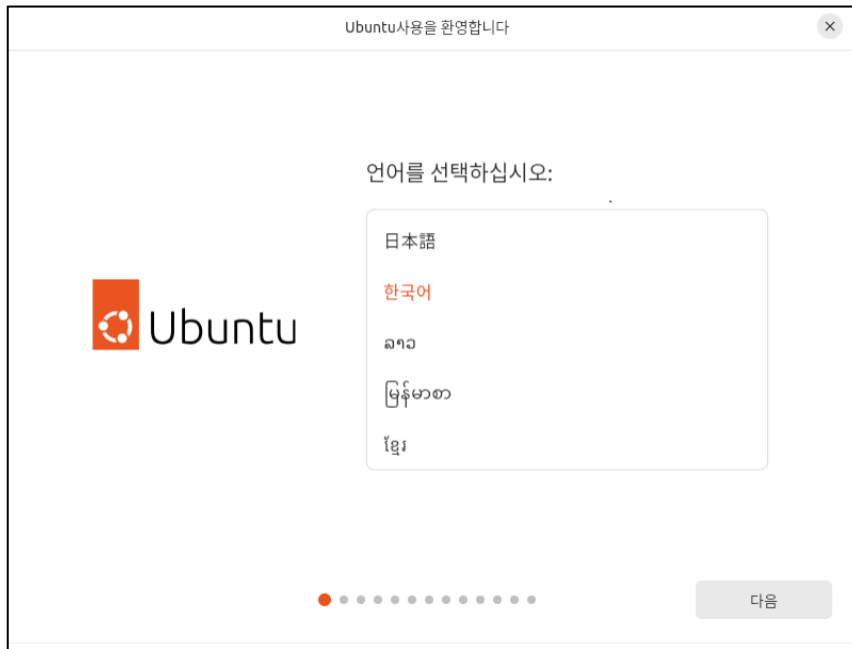 Ubuntu사용을 환영합니다
언어를 선택하십시오:
日本語
한국어
ລາວ
မြန်မာစာ
ខ្មែរ
Ubuntu
다음